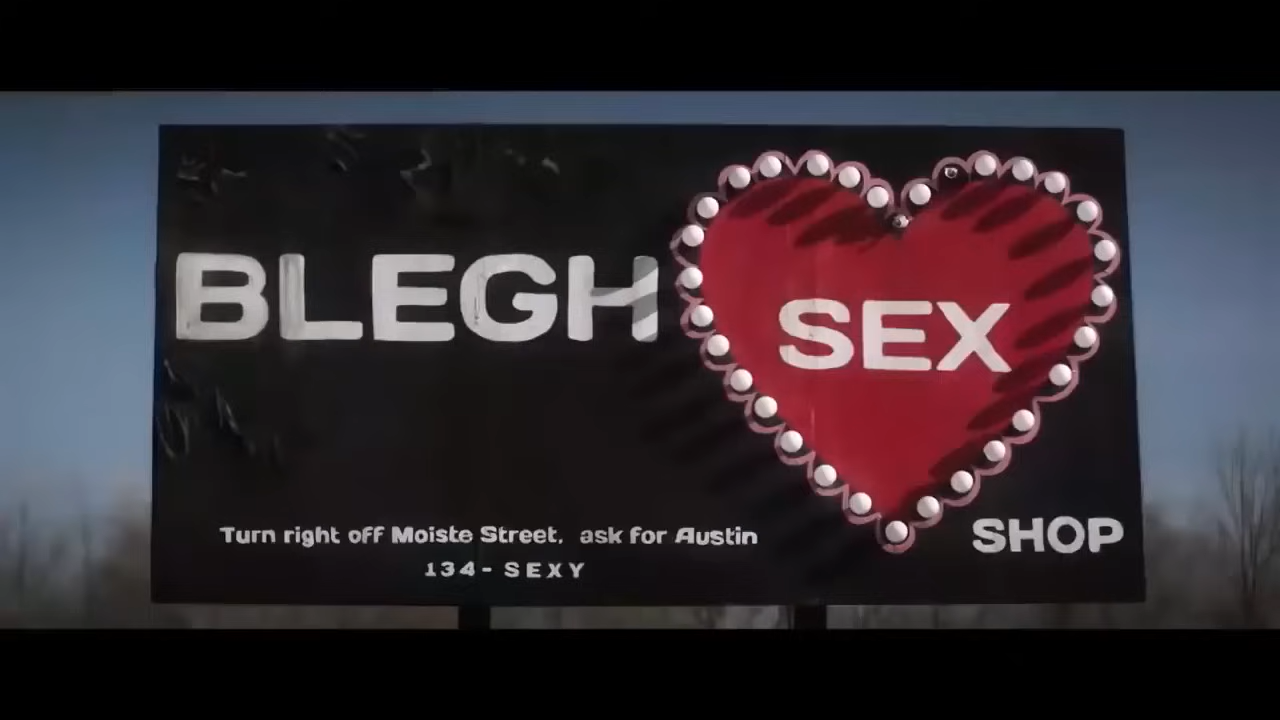 BLEGH
SEX
SHOP
Turn right off Moiste Street, ask for Austin
134- SEXY